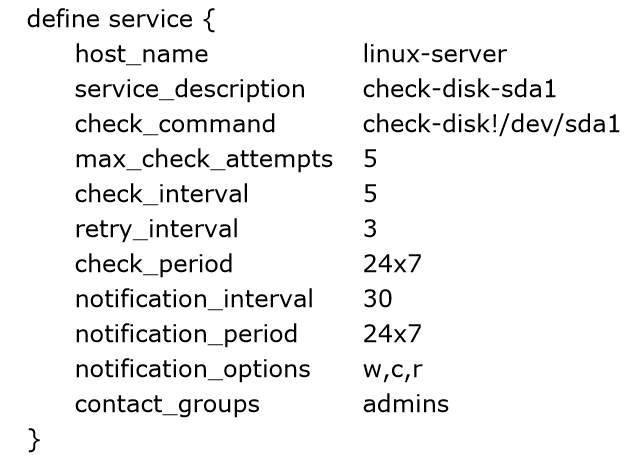 define service {
host_name linux-server
service_description check-disk-sda1
check_command check-disk!/dev/sda1
max_check_attempts 5
check_interval 5
retry_interval 3
check_period 24x7
notification_interval 30
notification_period 24x7
notification_options w,c,r
contact_groups admins
}